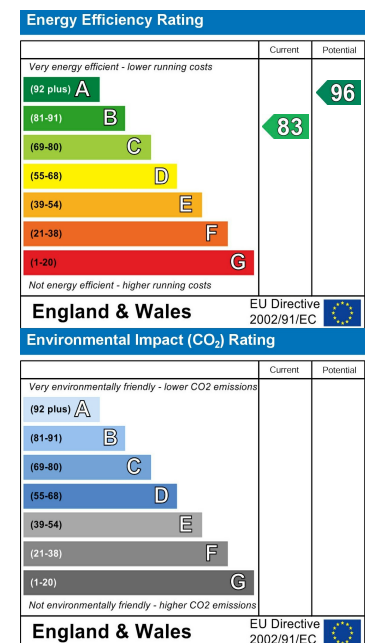 Energy Efficiency Rating
Current Potential
Very energy efficient - lower running costs
(92 plus) A
96
(81-91) B
83
(69-80) C
(55-68) D
(39-54) E
(21-38) F
(1-20) G
Not energy efficient - higher running costs
England & Wales
EU Directive
2002/91/EC
Environmental Impact (CO₂) Rating
Current Potential
Very environmentally friendly - lower CO2 emissions
(92 plus) A
(81-91) B
(69-80) C
(55-68) D
(39-54) E
(21-38) F
(1-20) G
Not environmentally friendly - higher CO2 emissions
England & Wales
EU Directive
2002/91/EC